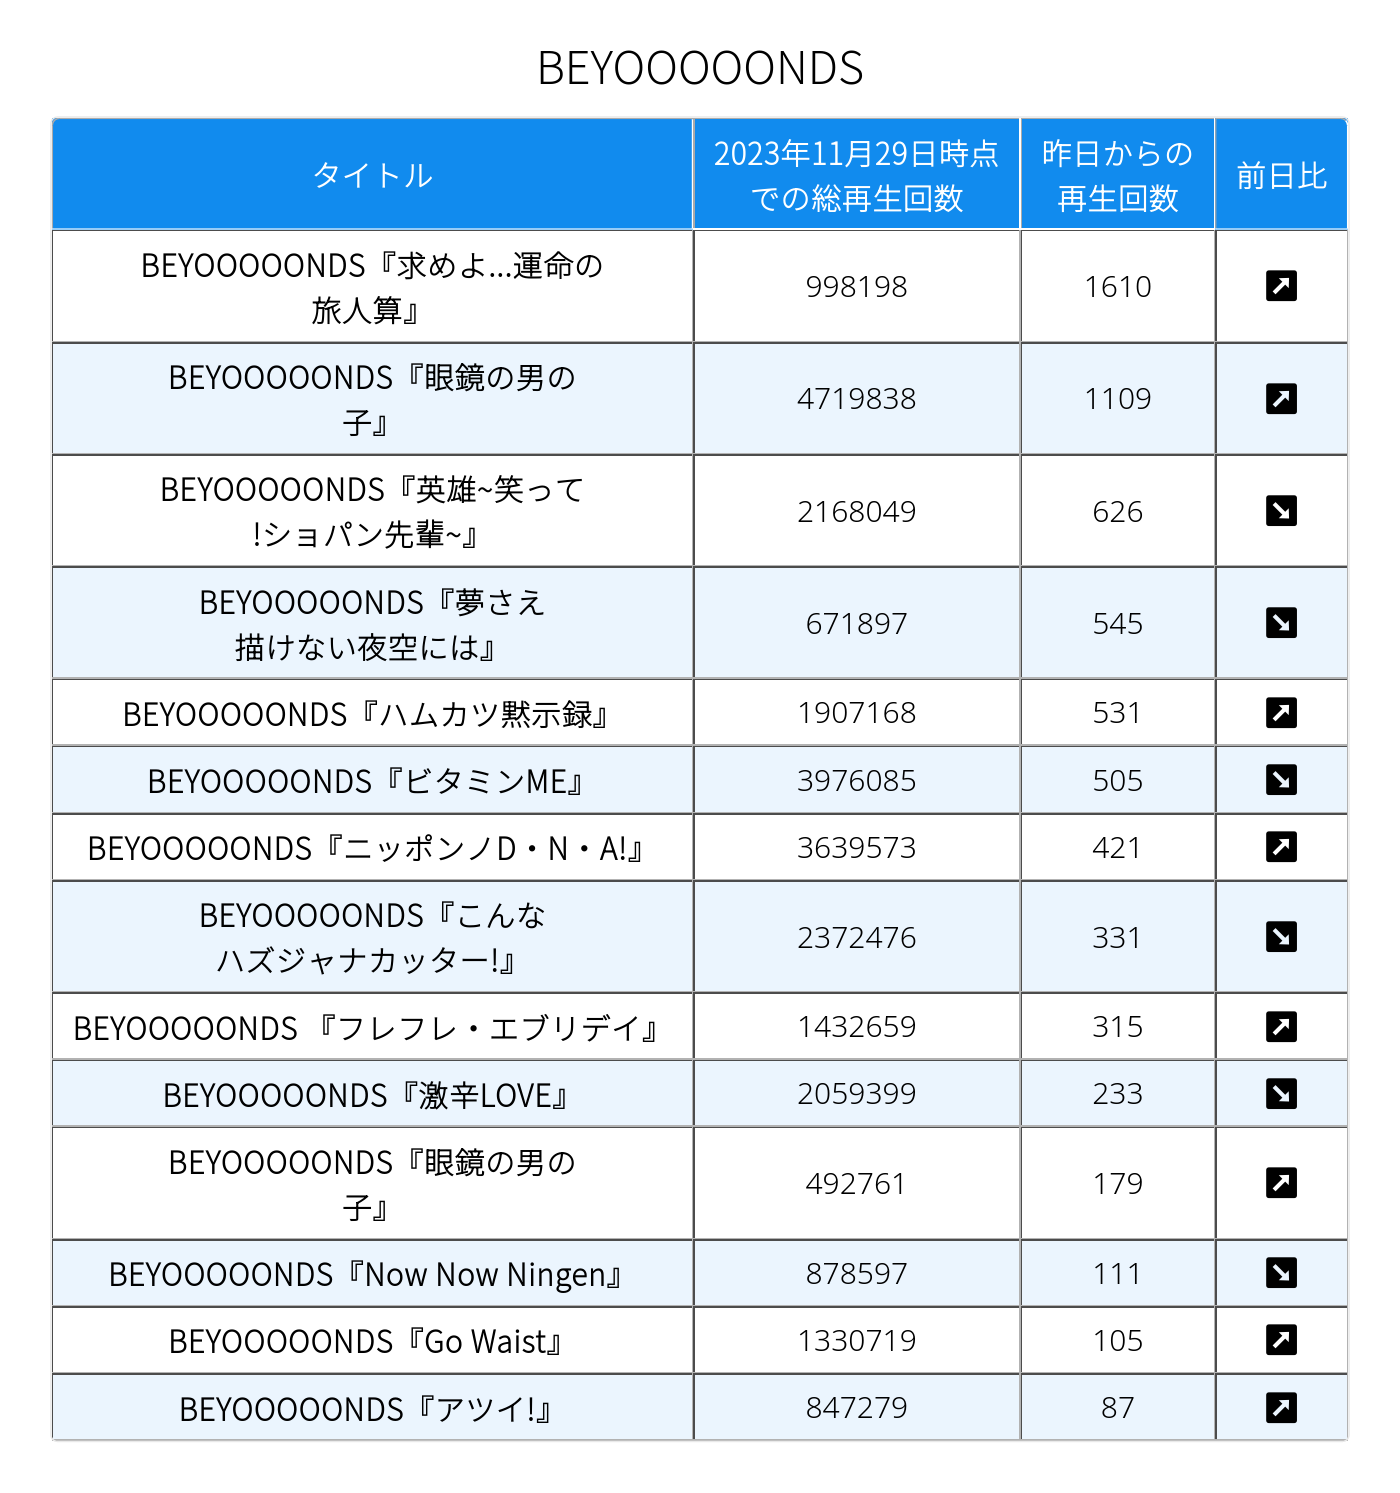 BEYOOOOONDS
タイトル
2023年11月29日時点
での総再生回数
昨日からの
再生回数
前日比
BEYOOOOONDS『求めよ...運命の
旅人算』
998198
1610
↗
BEYOOOOONDS『眼鏡の男の
子』
4719838
1109
↗
BEYOOOOONDS『英雄~笑って
!ショパン先輩~』
2168049
626
↘
BEYOOOOONDS『夢さえ
描けない夜空には』
671897
545
↘
BEYOOOOONDS『ハムカツ黙示録』
1907168
531
↗
BEYOOOOONDS『ビタミンME』
3976085
505
↘
BEYOOOOONDS『ニッポンノD・N・A!』
3639573
421
↗
BEYOOOOONDS『こんな
ハズジャナカッター!』
2372476
331
↘
BEYOOOOONDS 『フレフレ・エブリデイ』
1432659
315
↗
BEYOOOOONDS『激辛LOVE』
2059399
233
↘
BEYOOOOONDS『眼鏡の男の
子』
492761
179
↗
BEYOOOOONDS『Now Now Ningen』
878597
111
↘
BEYOOOOONDS『Go Waist』
1330719
105
↗
BEYOOOOONDS『アツイ!』
847279
87
↗